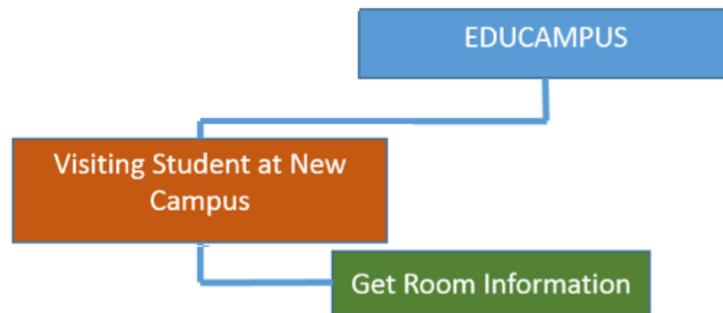 EDUCAMPUS
Visiting Student at New
Campus
Get Room Information